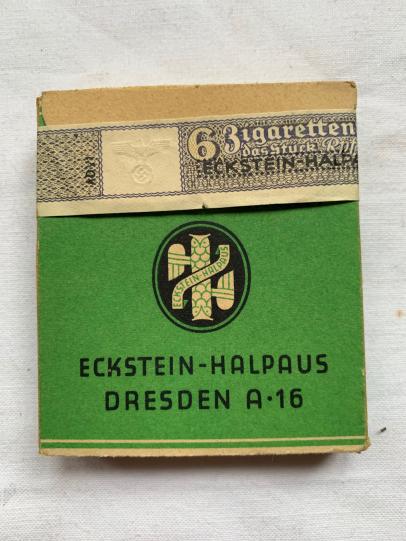 6 Zigaretten
das Stück
ECKSTEIN-HALPA
ECKSTEIN-HALPAUS
ECKSTEIN-HALPAUS
DRESDEN A·16